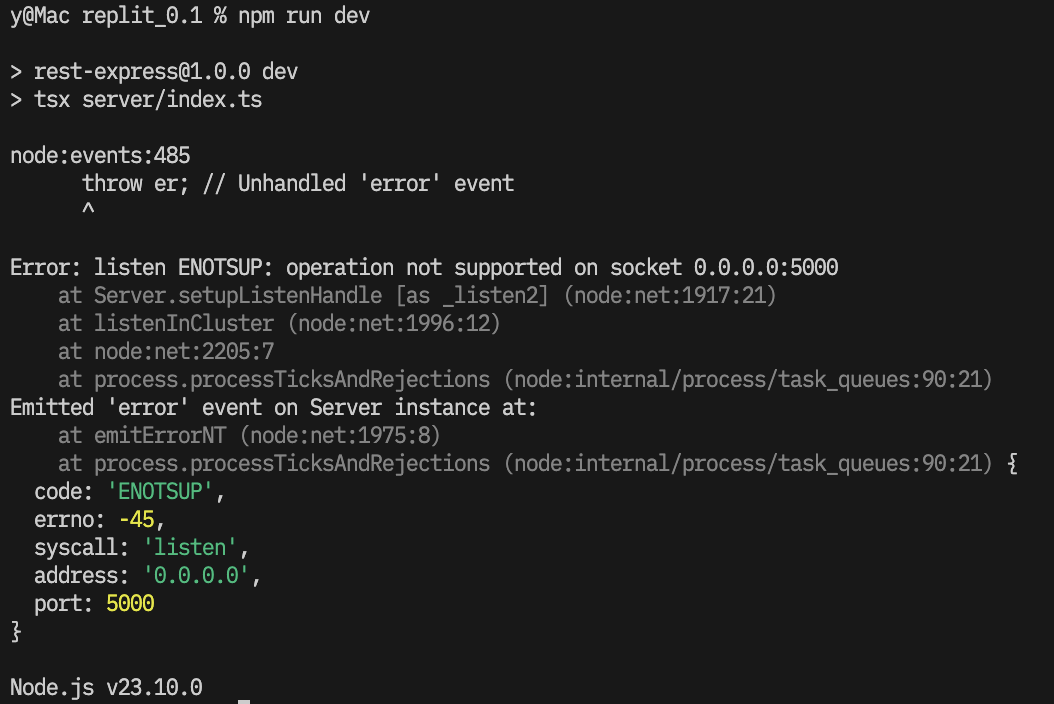 y@Mac replit_0.1 % npm run dev
> rest-express@1.0.0 dev
> tsx server/index.ts
node:events:485
throw er; // Unhandled 'error' event
^
Error: listen ENOTSUP: operation not supported on socket 0.0.0.0:5000
at Server.setupListenHandle [as _listen2] (node:net:1917:21)
at listenInCluster (node:net:1996:12)
at node:net:2205:7
at process.processTicksAndRejections (node:internal/process/task_queues:90:21)
Emitted 'error' event on Server instance at:
at emitErrorNT (node:net:1975:8)
at process.processTicksAndRejections (node:internal/process/task_queues:90:21) {
code: 'ENOTSUP',
errno: -45,
syscall: 'listen',
address: '0.0.0.0',
port: 5000
}
Node.js v23.10.0